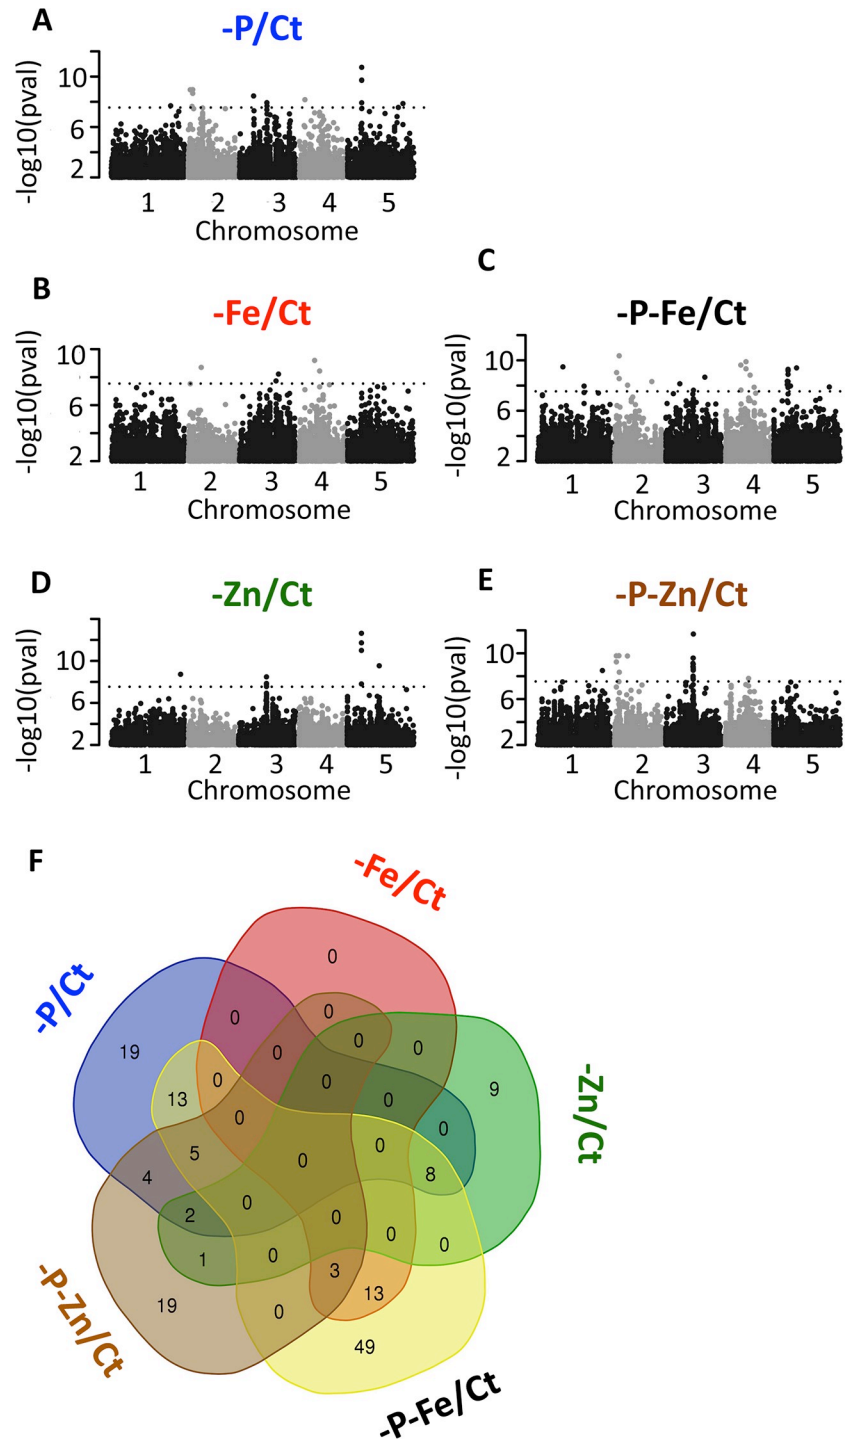 A
-P/Ct
-log10(pval)
10
6
2
1 2 3 4 5
Chromosome
B
-Fe/Ct
-log10(pval)
10
6
2
1 2 3 4 5
Chromosome
C
-P-Fe/Ct
-log10(pval)
10
6
2
1 2 3 4 5
Chromosome
D
-Zn/Ct
-log10(pval)
10
6
2
1 2 3 4 5
Chromosome
E
-P-Zn/Ct
-log10(pval)
10
6
2
1 2 3 4 5
Chromosome
F
-Fe/Ct
-P/Ct
-Zn/Ct
-P-Zn/Ct
-P-Fe/Ct
0
0 0
19 0 0 0
0 0 9
13 0 0
0 0
5 0 0
4 8
2 0 0
1 0 0 0
3
19 0 13
49